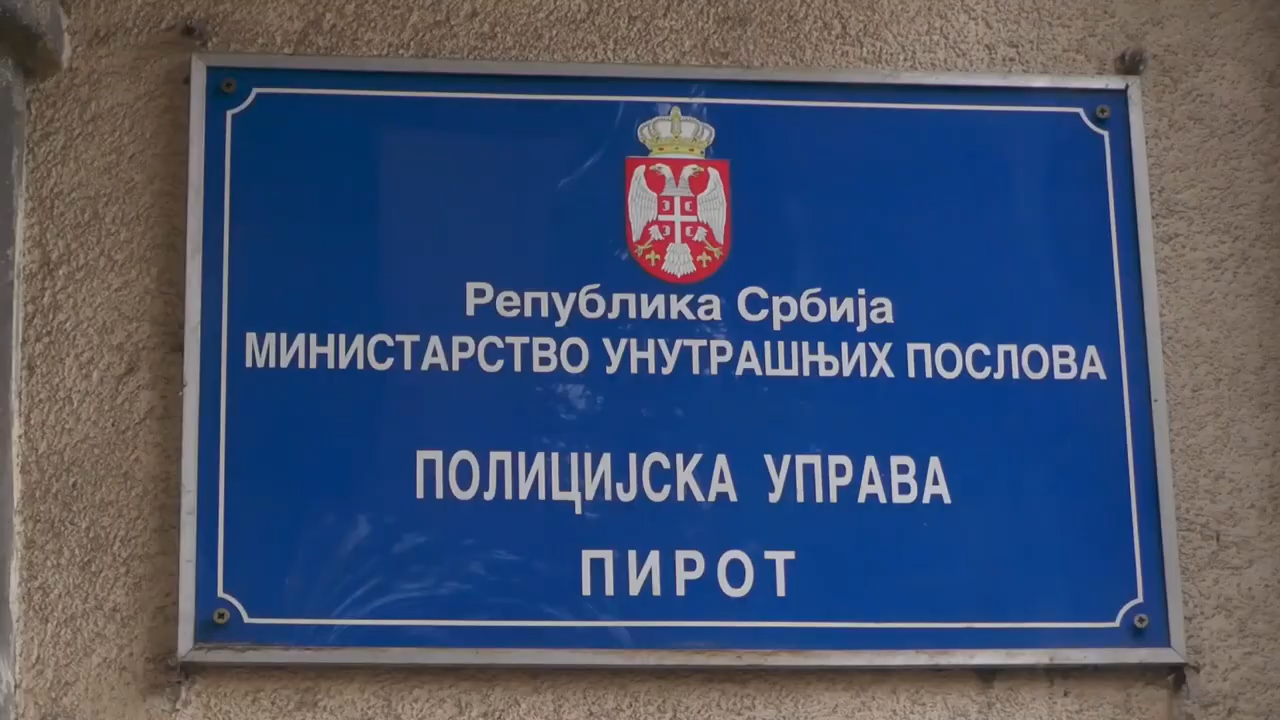 Република Србија
МИНИСТАРСТВО УНУТРАШЊИХ ПОСЛОВА
ПОЛИЦИЈСКА УПРАВА
ПИРОТ